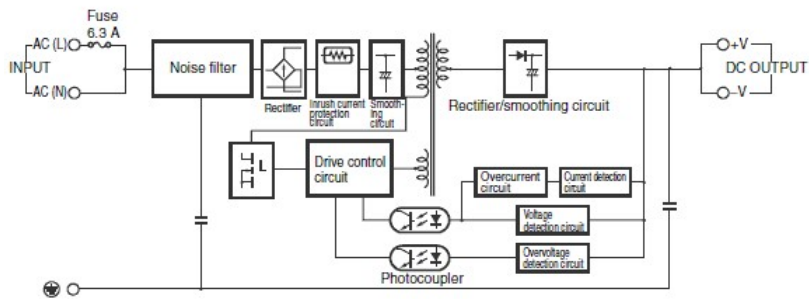 Fuse
6.3 A
AC (L)
INPUT
AC (N)
Noise filter
Rectifier
Inrush current
protection
circuit
Smooth-
ing
circuit
Rectifier/smoothing circuit
+V
DC OUTPUT
–V
L
Drive control
circuit
Overcurrent
circuit
Current detection
circuit
Voltage
detection circuit
Overvoltage
detection circuit
Photocoupler